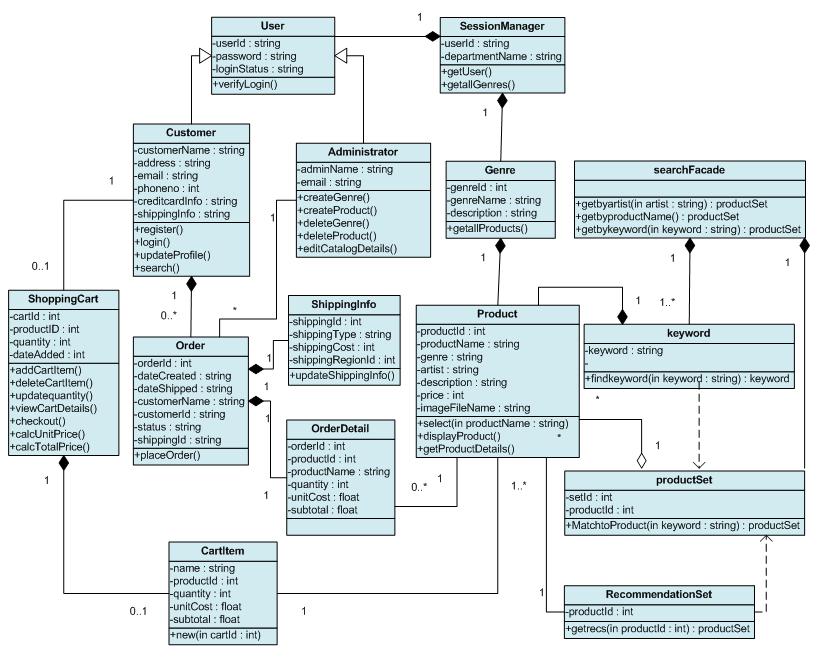 User
-userId : string
-password : string
-loginStatus : string
+verifyLogin()
1
SessionManager
-userId : string
-departmentName : string
+getUser()
+getallGenres()
1
Customer
-customerName : string
-address : string
-email : string
-phoneno : int
-creditcardInfo : string
-shippingInfo : string
+register()
+login()
+updateProfile()
+search()
Administrator
-adminName : string
-email : string
+createGenre()
+createProduct()
+deleteGenre()
+deleteProduct()
+editCatalogDetails()
Genre
-genreId : int
-genreName : string
-description : string
+getallProducts()
searchFacade
+getbyartist(in artist : string) : productSet
+getbyproductName() : productSet
+getbykeyword(in keyword : string) : productSet
1
0..1
1
0..*
1
*
1
1
1..*
1
1
ShoppingCart
-cartId : int
-productID : int
-quantity : int
-dateAdded : int
+addCartItem()
+deleteCartItem()
+updatequantity()
+viewCartDetails()
+checkout()
+calcUnitPrice()
+calcTotalPrice()
Order
-orderId : int
-dateCreated : string
-dateShipped : string
-customerName : string
-customerId : int
-status : string
-shippingId : string
+placeOrder()
ShippingInfo
-shippingId : int
-shippingType : string
-shippingCost : int
-shippingRegionId : int
+updateShippingInfo()
1
1
1
1
Product
-productId : int
-productName : string
-genre : string
-artist : string
-description : string
-price : int
-imageFileName : string
+select(in productName : string)
+displayProduct()
+getProductDetails()
*
keyword
-keyword : string
-
+findkeyword(in keyword : string) : keyword
*
1
OrderDetail
-orderId : int
-productId : int
-productName : string
-quantity : int
-unitCost : float
-subtotal : float
0..*
1
1..*
productSet
-setId : int
-productId : int
+MatchtoProduct(in keyword : string) : productSet
1
CartItem
-name : string
-productId : int
-quantity : int
-unitCost : float
-subtotal : float
+new(in cartId : int)
0..1
1
1
RecommendationSet
-productId : int
+getrecs(in productId : int) : productSet